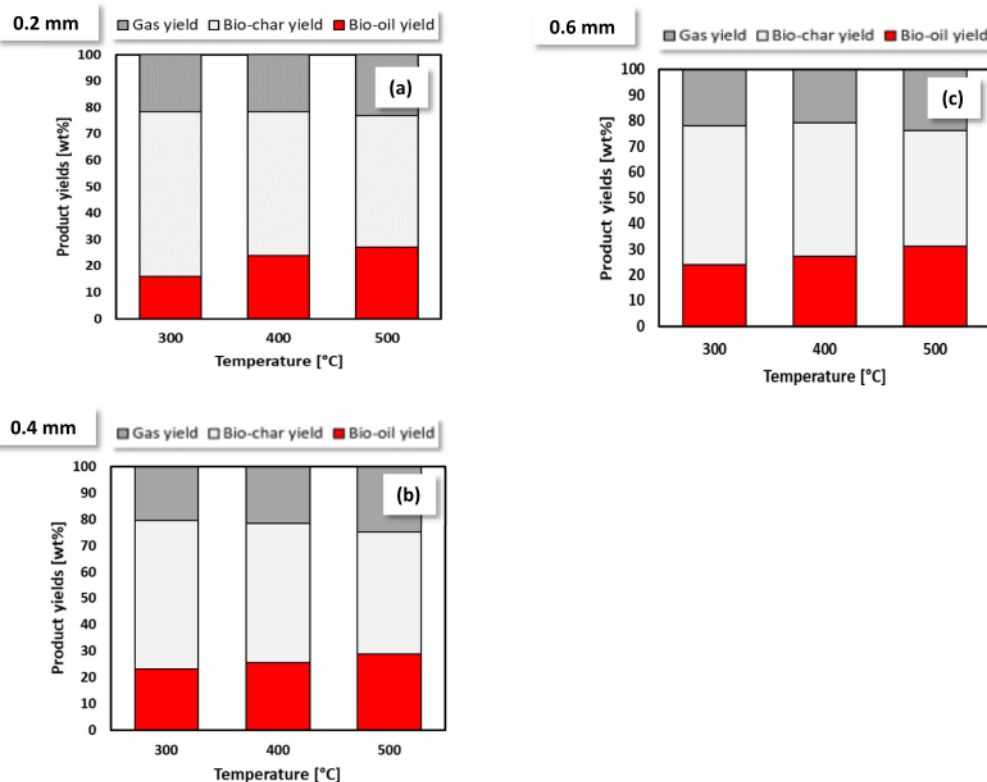 0.2 mm
Gas yield Bio-char yield Bio-oil yield
(a)
100
90
80
70
60
50
40
30
20
10
0
Product yields [wt%]
300 400 500
Temperature [°C]
0.6 mm
Gas yield Bio-char yield Bio-oil yield
(c)
100
90
80
70
60
50
40
30
20
10
0
Product yields [wt%]
300 400 500
Temperature [°C]
0.4 mm
Gas yield Bio-char yield Bio-oil yield
(b)
100
90
80
70
60
50
40
30
20
10
0
Product yields [wt%]
300 400 500
Temperature [°C]